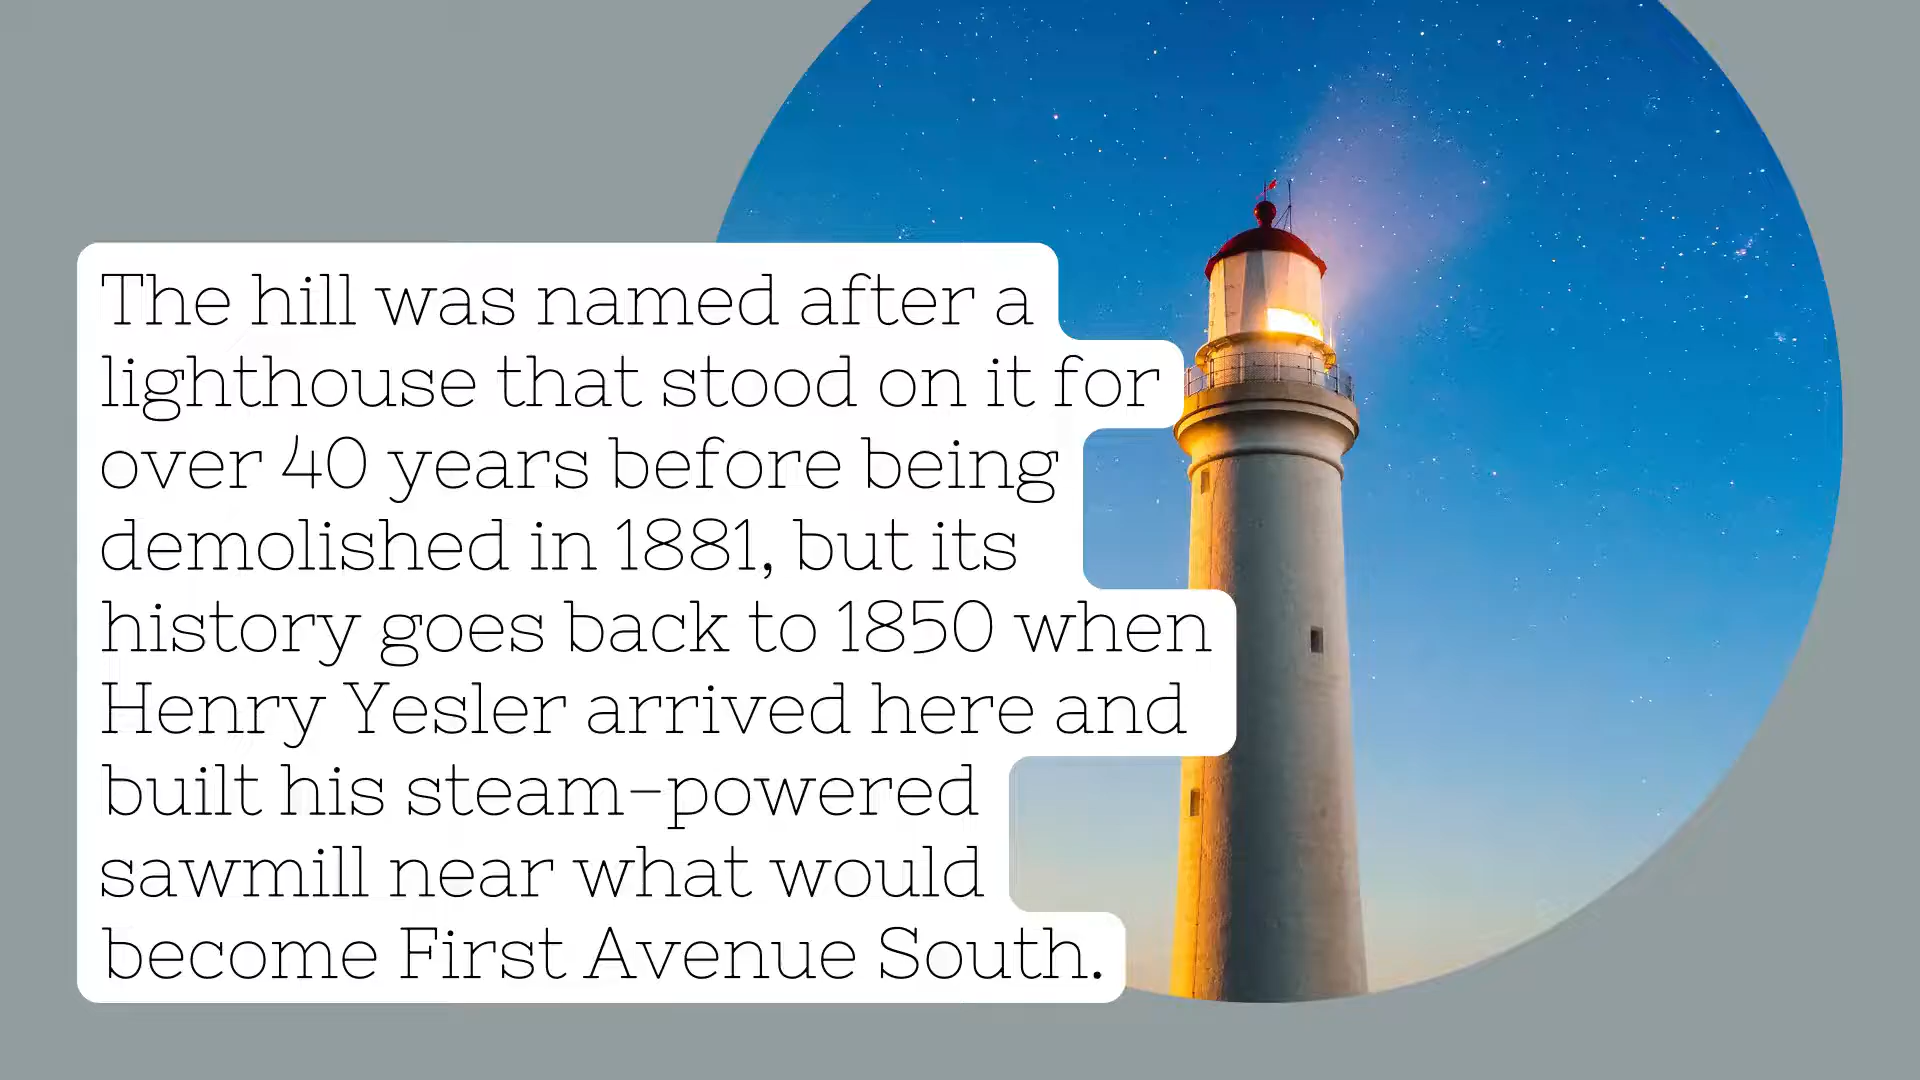 The hill was named after a
lighthouse that stood on it for
over 40 years before being
demolished in 1881, but its
history goes back to 1850 when
Henry Yesler arrived here and
built his steam-powered
sawmill near what would
become First Avenue South.